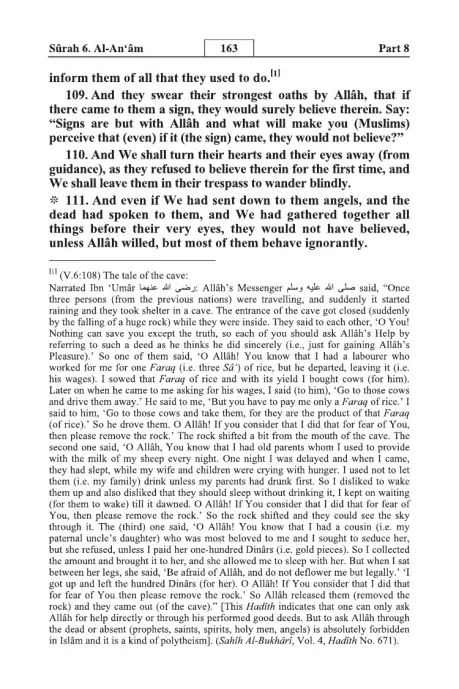 Sûrah 6. Al-An‘âm 163 Part 8
inform them of all that they used to do.[1]
109. And they swear their strongest oaths by Allâh, that if
there came to them a sign, they would surely believe therein. Say:
“Signs are but with Allâh and what will make you (Muslims)
perceive that (even) if it (the sign) came, they would not believe?”
110. And We shall turn their hearts and their eyes away (from
guidance), as they refused to believe therein for the first time, and
We shall leave them in their trespass to wander blindly.
※ 111. And even if We had sent down to them angels, and the
dead had spoken to them, and We had gathered together all
things before their very eyes, they would not have believed,
unless Allâh willed, but most of them behave ignorantly.
[1] (V.6:108) The tale of the cave:
Narrated Ibn ‘Umâr رضى الله عنهما: Allâh’s Messenger صلى الله عليه وسلم said, “Once
three persons (from the previous nations) were travelling, and suddenly it started
raining and they took shelter in a cave. The entrance of the cave got closed (suddenly
by the falling of a huge rock) while they were inside. They said to each other, ‘O You!
Nothing can save you except the truth, so each of you should ask Allâh’s Help by
referring to such a deed as he thinks he did sincerely (i.e., just for gaining Allâh’s
Pleasure).’ So one of them said, ‘O Allâh! You know that I had a labourer who
worked for me for one Faraq (i.e. three Sâ‘) of rice, but he departed, leaving it (i.e.
his wages). I sowed that Faraq of rice and with its yield I bought cows (for him).
Later on when he came to me asking for his wages, I said (to him), ‘Go to those cows
and drive them away.’ He said to me, ‘But you have to pay me only a Faraq of rice.’ I
said to him, ‘Go to those cows and take them, for they are the product of that Faraq
(of rice).’ So he drove them. O Allâh! If you consider that I did that for fear of You,
then please remove the rock.’ The rock shifted a bit from the mouth of the cave. The
second one said, ‘O Allâh, You know that I had old parents whom I used to provide
with the milk of my sheep every night. One night I was delayed and when I came,
they had slept, while my wife and children were crying with hunger. I used not to let
them (i.e. my family) drink unless my parents had drunk first. So I disliked to wake
them up and also disliked that they should sleep without drinking it, I kept on waiting
(for them to wake) till it dawned. O Allâh! If You consider that I did that for fear of
You, then please remove the rock.’ So the rock shifted and they could see the sky
through it. The (third) one said, ‘O Allâh! You know that I had a cousin (i.e. my
paternal uncle’s daughter) who was most beloved to me and I sought to seduce her,
but she refused, unless I paid her one-hundred Dinârs (i.e. gold pieces). So I collected
the amount and brought it to her, and she allowed me to sleep with her. But when I sat
between her legs, she said, ‘Be afraid of Allâh, and do not deflower me but legally.’ ‘I
got up and left the hundred Dinârs (for her). O Allâh! If You consider that I did that
for fear of You then please remove the rock.’ So Allâh released them (removed the
rock) and they came out (of the cave).” [This Hadîth indicates that one can only ask
Allâh for help directly or through his performed good deeds. But to ask Allâh through
the dead or absent (prophets, saints, spirits, holy men, angels) is absolutely forbidden
in Islâm and it is a kind of polytheism]. (Sahîh Al-Bukhârî, Vol. 4, Hadîth No. 671).